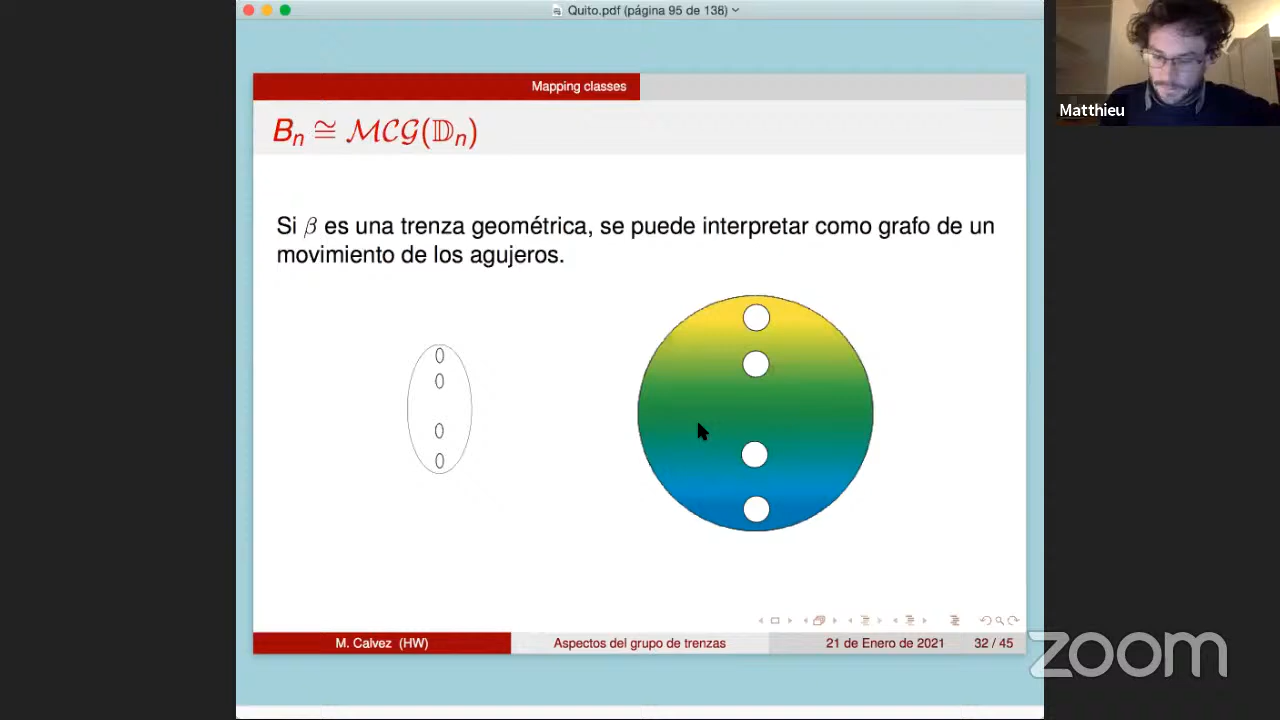 Quito.pdf (página 95 de 138)
Matthieu
Mapping classes
Bₙ ≅ 𝓜𝓒𝓖(𝔻ₙ)
Si β es una trenza geométrica, se puede interpretar como grafo de un
movimiento de los agujeros.
M. Calvez (HW) Aspectos del grupo de trenzas 21 de Enero de 2021 32 / 45
zoom